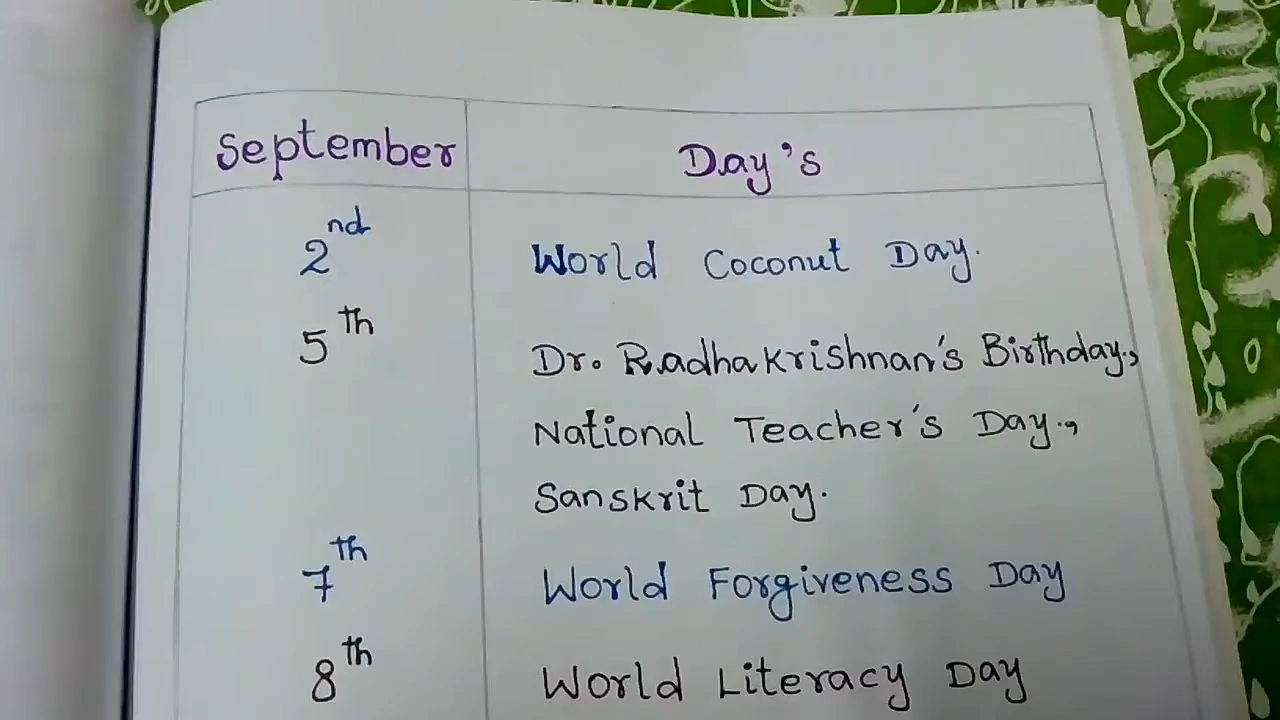 September Day's
2nd World Coconut Day.
5th Dr. Radhakrishnan's Birthday.,
National Teacher's Day.,
Sanskrit Day.
7th World Forgiveness Day
8th World Literacy Day